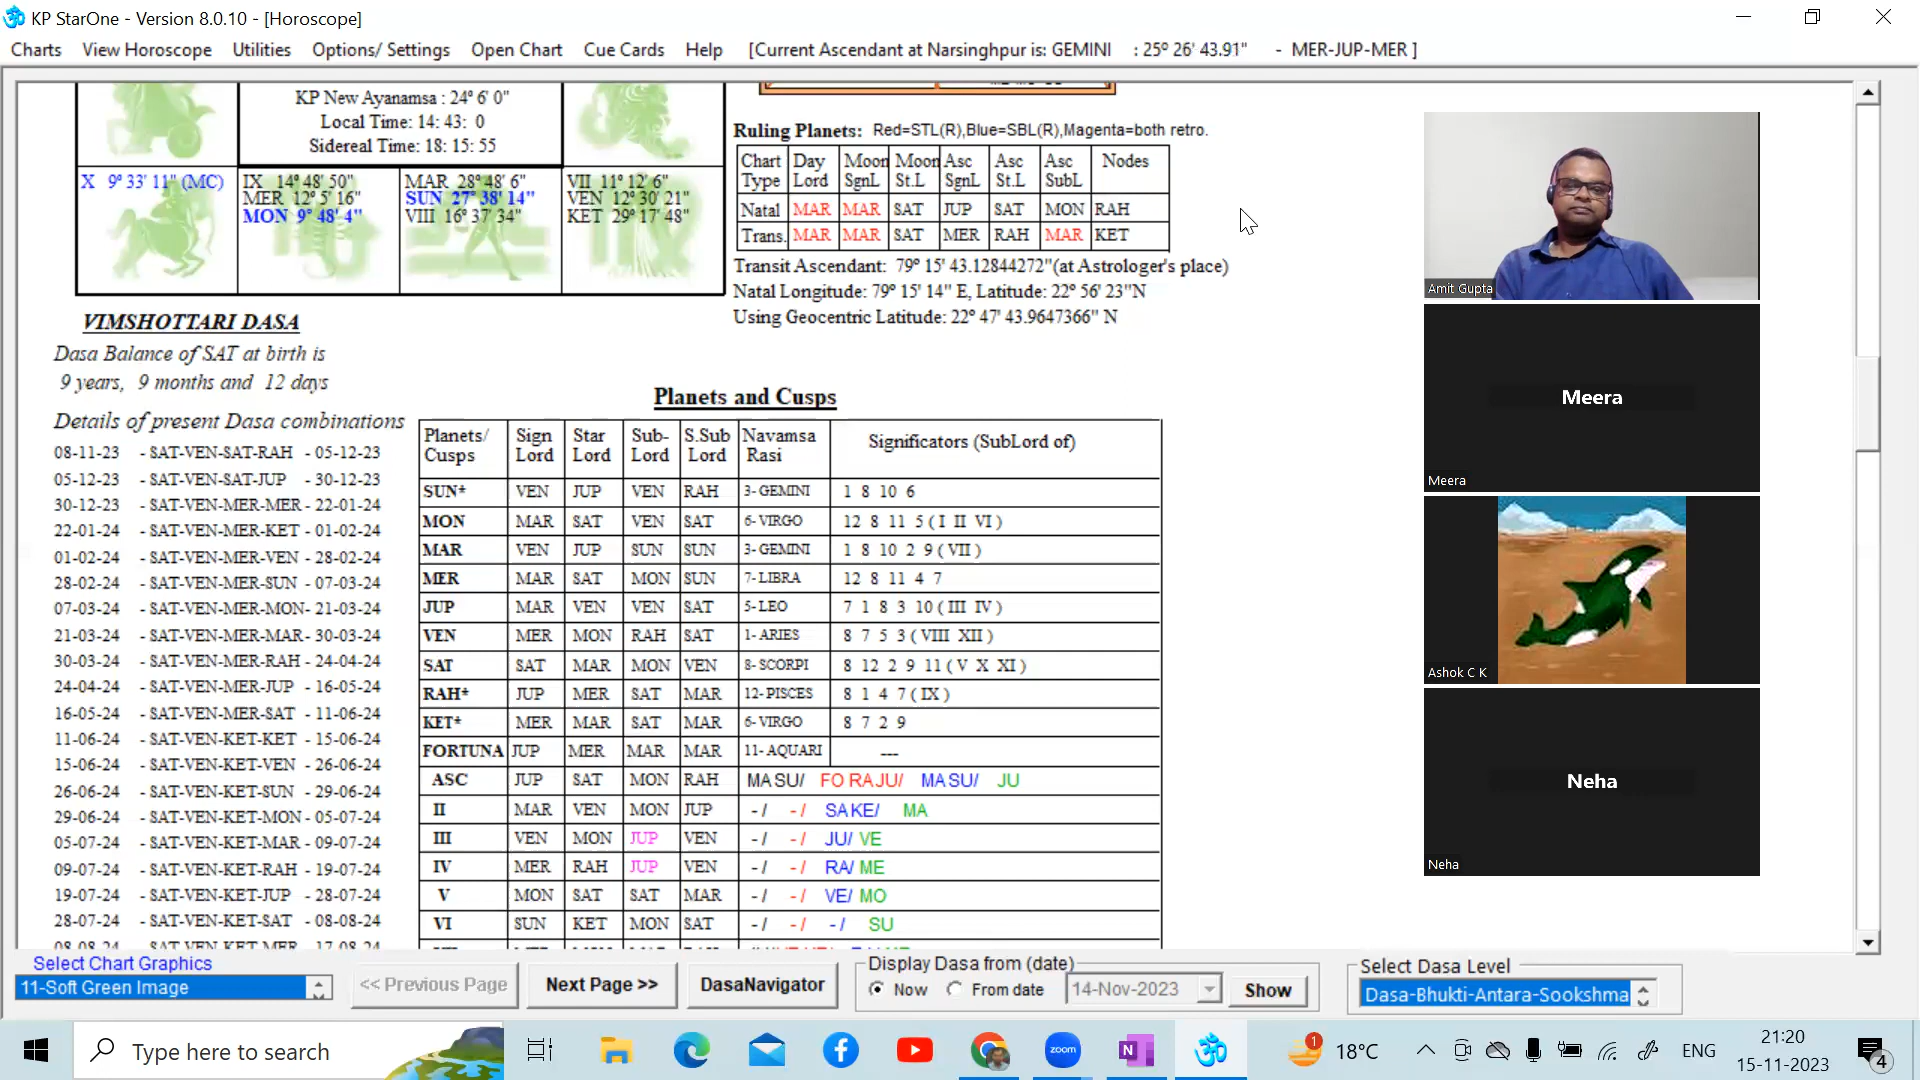 KP StarOne - Version 8.0.10 - [Horoscope]
Charts View Horoscope Utilities Options/ Settings Open Chart Cue Cards Help [Current Ascendant at Narsinghpur is: GEMINI : 25º 26' 43.91" - MER-JUP-MER ]
KP New Ayanamsa : 24º 6' 0"
Local Time: 14: 43: 0
Sidereal Time: 18: 15: 55
X 9º 33' 11" (MC)
IX 14º 48' 50"
MER 12º 5' 16"
MON 9º 48' 4"
MAR 28º 48' 6"
SUN 27º 38' 14"
VIII 16º 37' 34"
VII 11º 12' 6"
VEN 12º 30' 21"
KET 29º 17' 48"
Ruling Planets: Red=STL(R),Blue=SBL(R),Magenta=both retro.
Chart Type Day Lord Moon SgnL Moon St.L Asc SgnL Asc St.L Asc SubL Nodes
Natal MAR MAR SAT JUP SAT MON RAH
Trans. MAR MAR SAT MER RAH MAR KET
Transit Ascendant: 79º 15' 43.12844272"(at Astrologer's place)
Natal Longitude: 79º 15' 14" E, Latitude: 22º 56' 23"N
Using Geocentric Latitude: 22º 47' 43.9647366" N
VIMSHOTTARI DASA
Dasa Balance of SAT at birth is
9 years, 9 months and 12 days
Details of present Dasa combinations
08-11-23 - SAT-VEN-SAT-RAH - 05-12-23
05-12-23 - SAT-VEN-SAT-JUP - 30-12-23
30-12-23 - SAT-VEN-MER-MER - 22-01-24
22-01-24 - SAT-VEN-MER-KET - 01-02-24
01-02-24 - SAT-VEN-MER-VEN - 28-02-24
28-02-24 - SAT-VEN-MER-SUN - 07-03-24
07-03-24 - SAT-VEN-MER-MON- 21-03-24
21-03-24 - SAT-VEN-MER-MAR- 30-03-24
30-03-24 - SAT-VEN-MER-RAH - 24-04-24
24-04-24 - SAT-VEN-MER-JUP - 16-05-24
16-05-24 - SAT-VEN-MER-SAT - 11-06-24
11-06-24 - SAT-VEN-KET-KET - 15-06-24
15-06-24 - SAT-VEN-KET-VEN - 26-06-24
26-06-24 - SAT-VEN-KET-SUN - 29-06-24
29-06-24 - SAT-VEN-KET-MON - 05-07-24
05-07-24 - SAT-VEN-KET-MAR - 09-07-24
09-07-24 - SAT-VEN-KET-RAH - 19-07-24
19-07-24 - SAT-VEN-KET-JUP - 28-07-24
28-07-24 - SAT-VEN-KET-SAT - 08-08-24
08-08-24 - SAT-VEN-KET-MER - 17-08-24
Planets and Cusps
Planets/ Cusps Sign Lord Star Lord Sub-Lord S.Sub Lord Navamsa Rasi Significators (SubLord of)
SUN* VEN JUP VEN RAH 3- GEMINI 1 8 10 6
MON MAR SAT VEN SAT 6- VIRGO 12 8 11 5 ( I II VI )
MAR VEN JUP SUN SUN 3- GEMINI 1 8 10 2 9 ( VII )
MER MAR SAT MON SUN 7- LIBRA 12 8 11 4 7
JUP MAR VEN VEN SAT 5- LEO 7 1 8 3 10 ( III IV )
VEN MER MON RAH SAT 1- ARIES 8 7 5 3 ( VIII XII )
SAT SAT MAR MON VEN 8- SCORPI 8 12 2 9 11 ( V X XI )
RAH* JUP MER SAT MAR 12- PISCES 8 1 4 7 ( IX )
KET* MER MAR SAT MAR 6- VIRGO 8 7 2 9
FORTUNA JUP MER MAR MAR 11- AQUARI ---
ASC JUP SAT MON RAH MA SU/ FO RA JU/ MA SU/ JU
II MAR VEN MON JUP - / - / SA KE/ MA
III VEN MON JUP VEN - / - / JU/ VE
IV MER RAH JUP VEN - / - / RA/ ME
V MON SAT SAT MAR - / - / VE/ MO
VI SUN KET MON SAT - / - / - / SU
Amit Gupta
Meera
Meera
Ashok C K
Neha
Neha
Select Chart Graphics
11-Soft Green Image
<< Previous Page
Next Page >>
DasaNavigator
Display Dasa from (date)
Now From date 14-Nov-2023 Show
Select Dasa Level
Dasa-Bhukti-Antara-Sookshma
Type here to search
zoom
N
1
18°C
ENG
21:20
15-11-2023
4